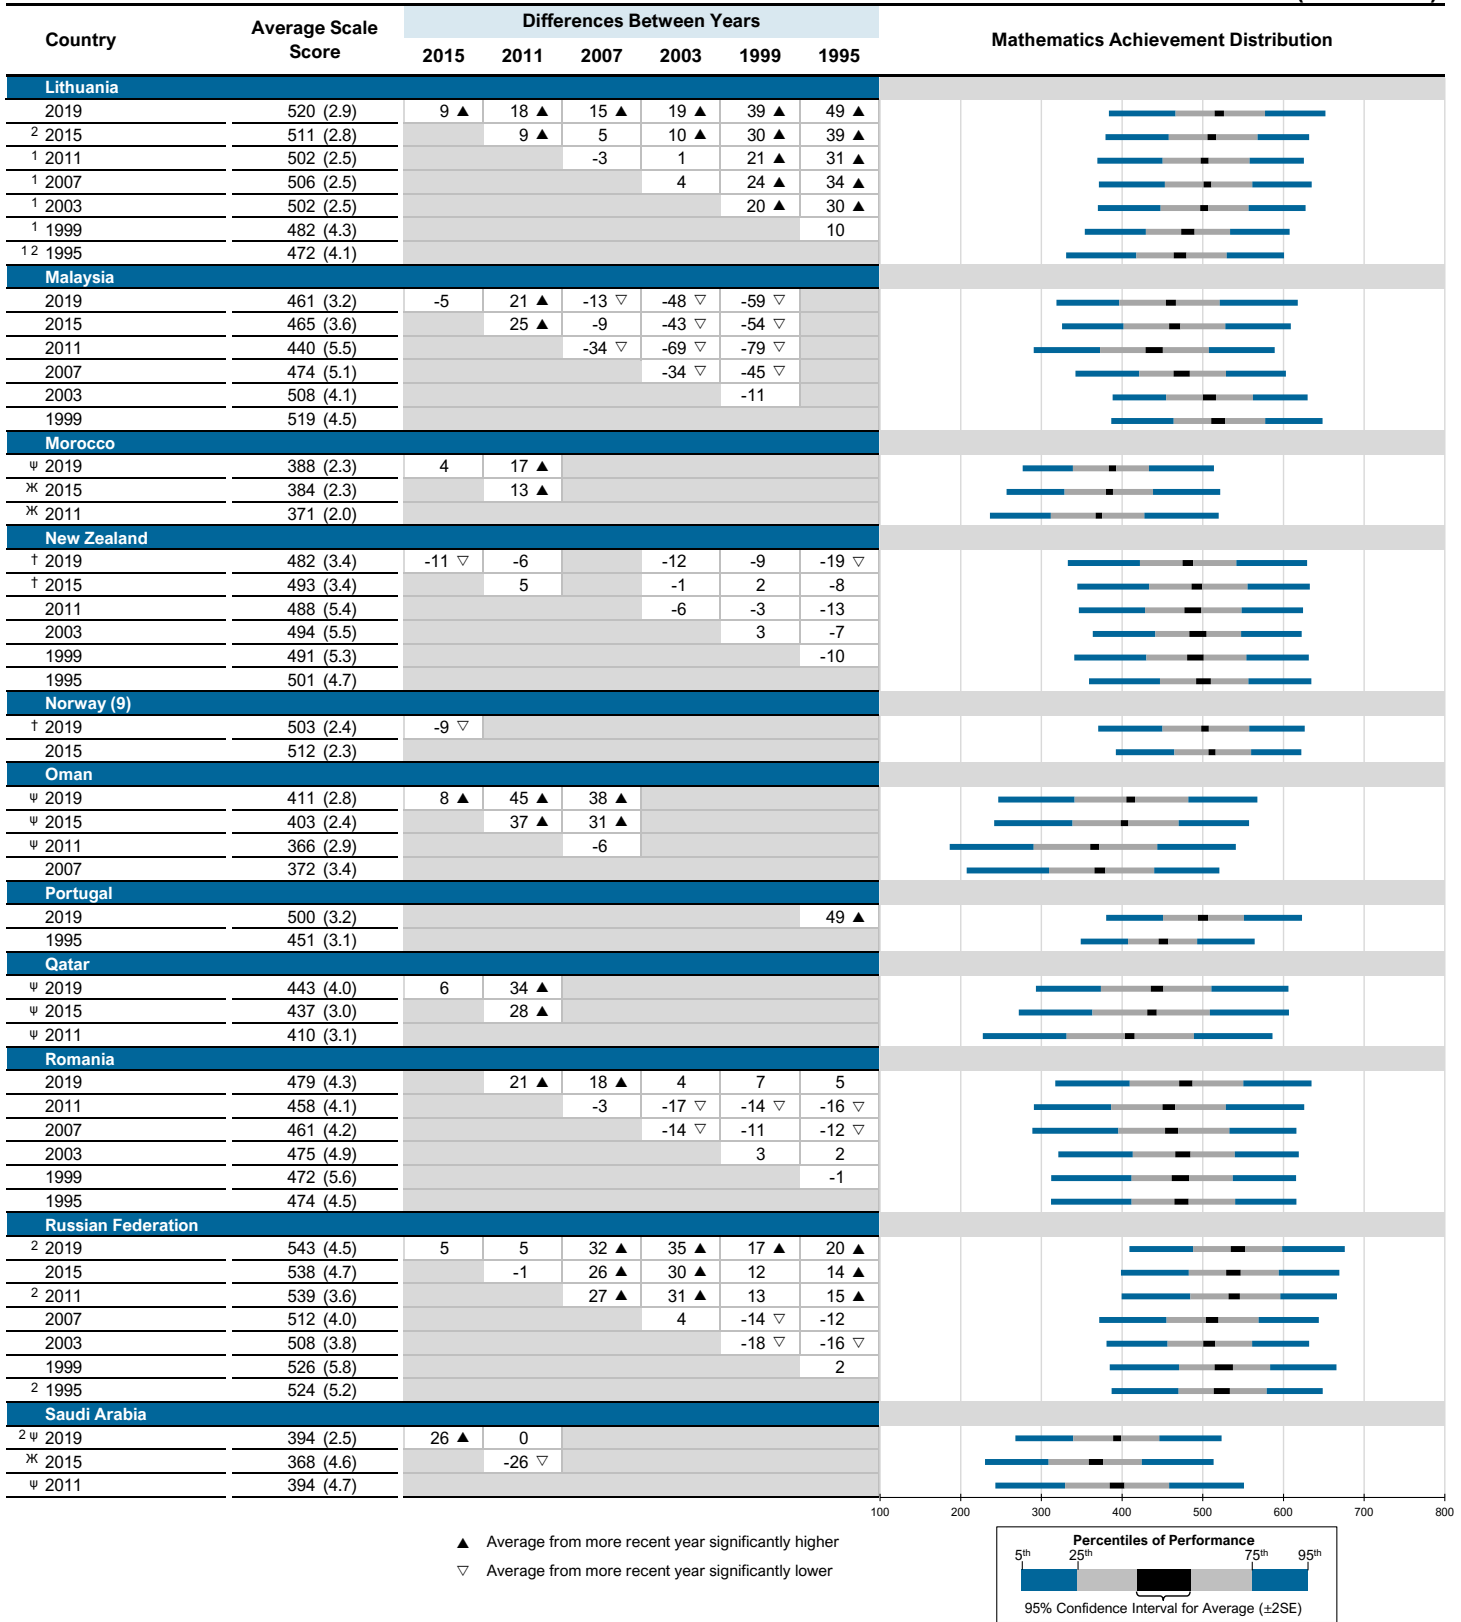 Country Average Scale Score Differences Between Years Mathematics Achievement Distribution
2015 2011 2007 2003 1999 1995
Lithuania
2019 520 (2.9) 9 ▲ 18 ▲ 15 ▲ 19 ▲ 39 ▲ 49 ▲
2 2015 511 (2.8) 9 ▲ 5 10 ▲ 30 ▲ 39 ▲
1 2011 502 (2.5) -3 1 21 ▲ 31 ▲
1 2007 506 (2.5) 4 24 ▲ 34 ▲
1 2003 502 (2.5) 20 ▲ 30 ▲
1 1999 482 (4.3) 10
1 2 1995 472 (4.1)
Malaysia
2019 461 (3.2) -5 21 ▲ -13 ▽ -48 ▽ -59 ▽
2015 465 (3.6) 25 ▲ -9 -43 ▽ -54 ▽
2011 440 (5.5) -34 ▽ -69 ▽ -79 ▽
2007 474 (5.1) -34 ▽ -45 ▽
2003 508 (4.1) -11
1999 519 (4.5)
Morocco
ψ 2019 388 (2.3) 4 17 ▲
Ж 2015 384 (2.3) 13 ▲
Ж 2011 371 (2.0)
New Zealand
† 2019 482 (3.4) -11 ▽ -6 -12 -9 -19 ▽
† 2015 493 (3.4) 5 -1 2 -8
2011 488 (5.4) -6 -3 -13
2003 494 (5.5) 3 -7
1999 491 (5.3) -10
1995 501 (4.7)
Norway (9)
† 2019 503 (2.4) -9 ▽
2015 512 (2.3)
Oman
ψ 2019 411 (2.8) 8 ▲ 45 ▲ 38 ▲
ψ 2015 403 (2.4) 37 ▲ 31 ▲
ψ 2011 366 (2.9) -6
2007 372 (3.4)
Portugal
2019 500 (3.2) 49 ▲
1995 451 (3.1)
Qatar
ψ 2019 443 (4.0) 6 34 ▲
ψ 2015 437 (3.0) 28 ▲
ψ 2011 410 (3.1)
Romania
2019 479 (4.3) 21 ▲ 18 ▲ 4 7 5
2011 458 (4.1) -3 -17 ▽ -14 ▽ -16 ▽
2007 461 (4.2) -14 ▽ -11 -12 ▽
2003 475 (4.9) 3 2
1999 472 (5.6) -1
1995 474 (4.5)
Russian Federation
2 2019 543 (4.5) 5 5 32 ▲ 35 ▲ 17 ▲ 20 ▲
2015 538 (4.7) -1 26 ▲ 30 ▲ 12 14 ▲
2 2011 539 (3.6) 27 ▲ 31 ▲ 13 15 ▲
2007 512 (4.0) 4 -14 ▽ -12
2003 508 (3.8) -18 ▽ -16 ▽
1999 526 (5.8) 2
2 1995 524 (5.2)
Saudi Arabia
2 ψ 2019 394 (2.5) 26 ▲ 0
Ж 2015 368 (4.6) -26 ▽
ψ 2011 394 (4.7)
100 200 300 400 500 600 700 800
▲ Average from more recent year significantly higher
▽ Average from more recent year significantly lower
Percentiles of Performance
5th 25th 75th 95th
95% Confidence Interval for Average (±2SE)